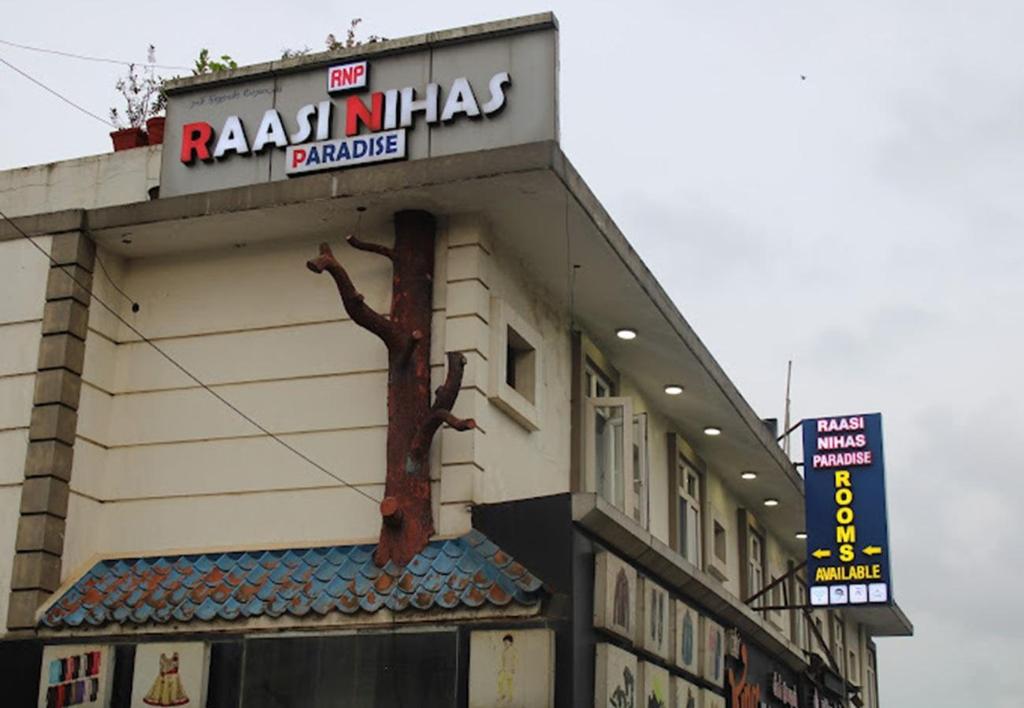 RNP
RAASI NIHAS
PARADISE
RAASI
NIHAS
PARADISE
ROOMS
AVAILABLE